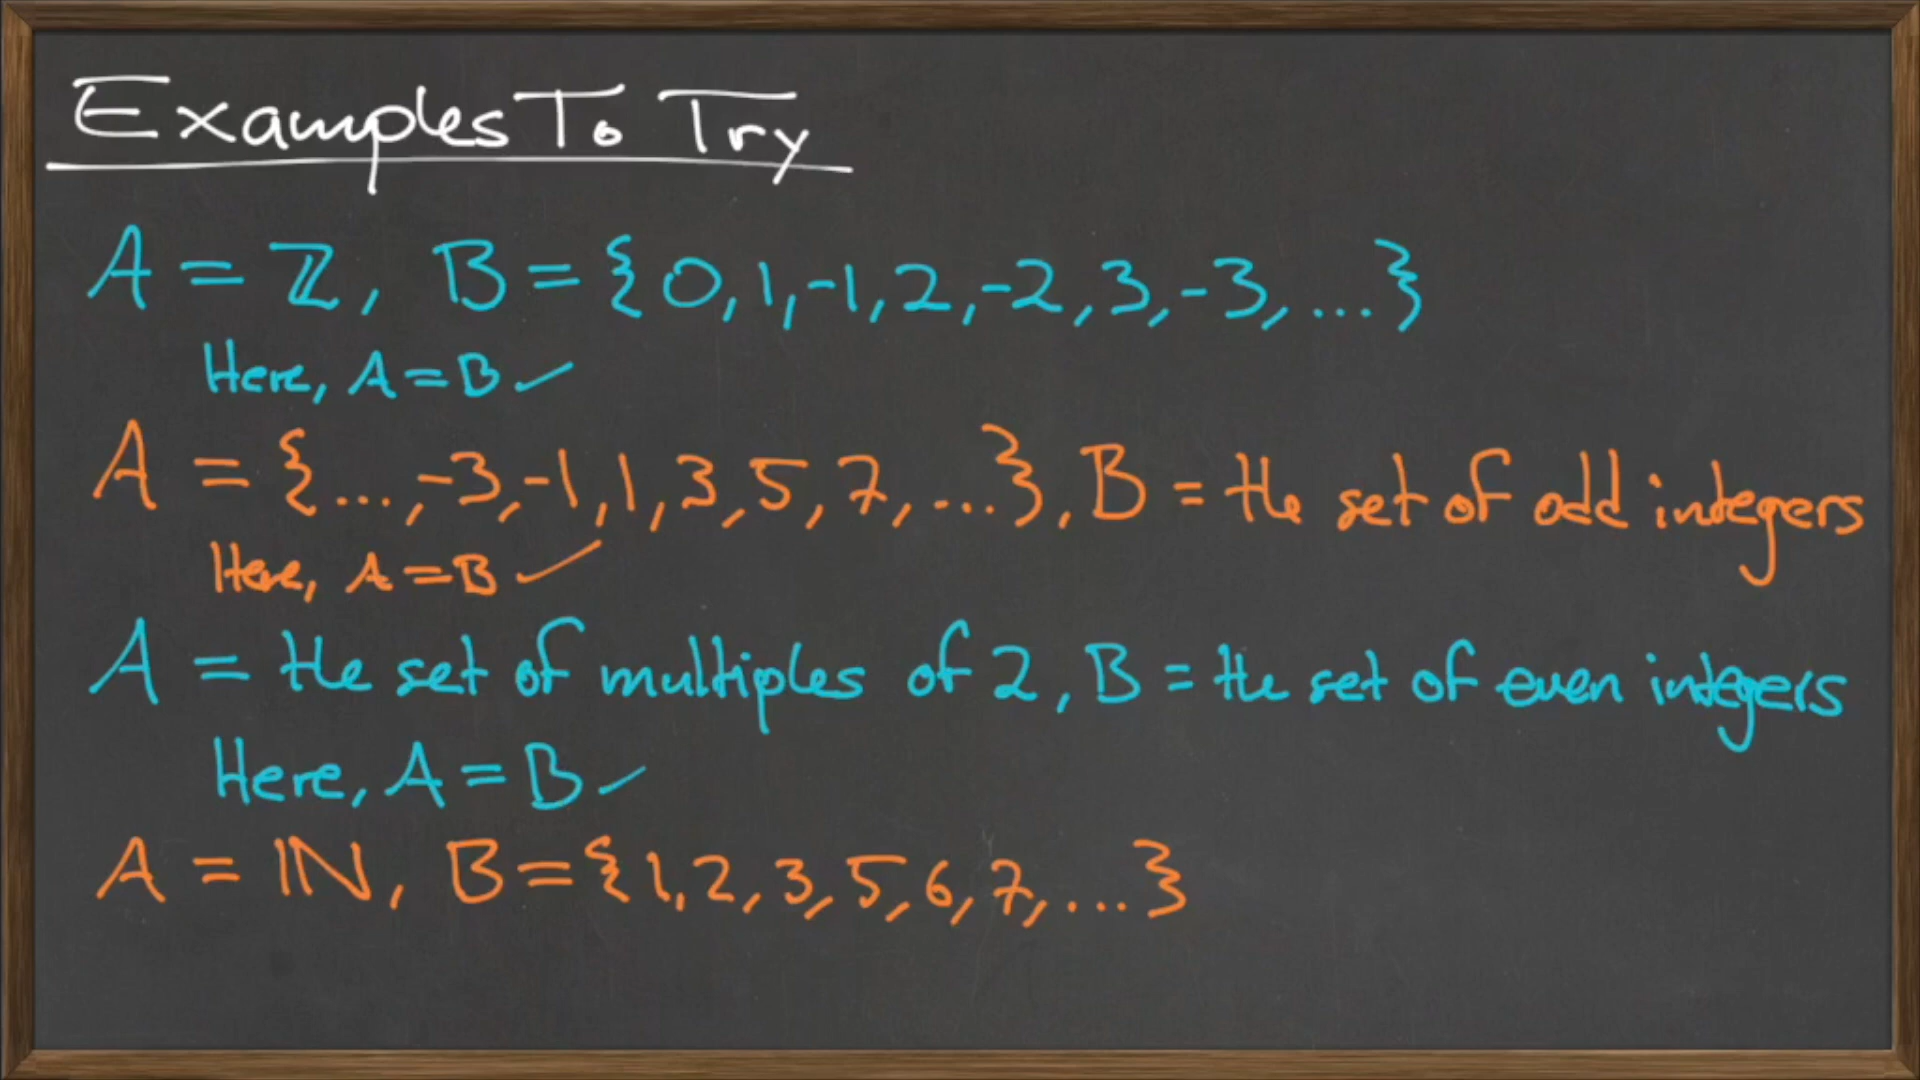 Examples To Try
A = ℤ, B = {0, 1, -1, 2, -2, 3, -3, ...}
Here, A = B ✓
A = {..., -3, -1, 1, 3, 5, 7, ...}, B = the set of odd integers
Here, A = B ✓
A = the set of multiples of 2, B = the set of even integers
Here, A = B ✓
A = ℕ, B = {1, 2, 3, 5, 6, 7, ...}